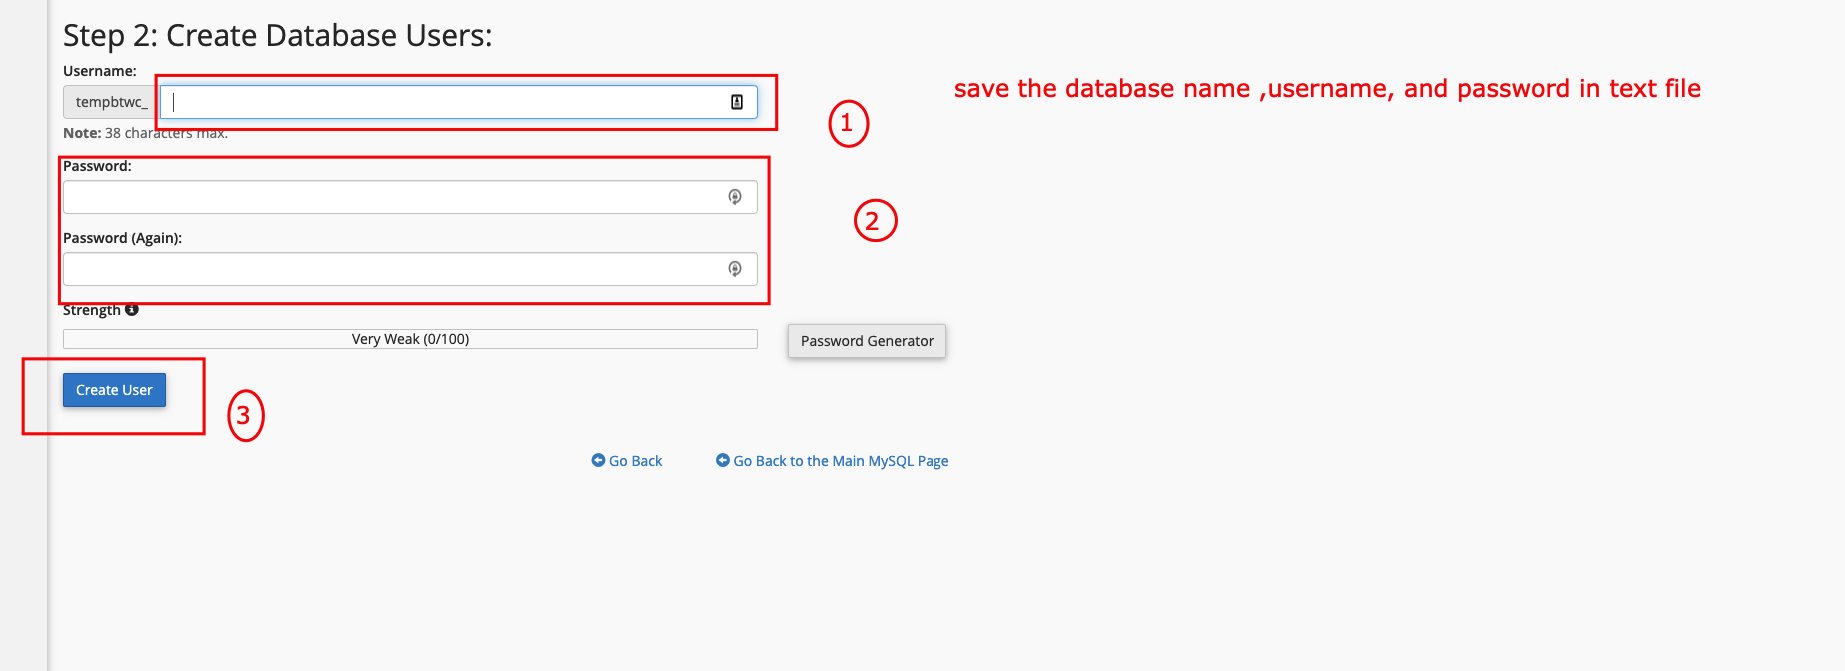 Step 2: Create Database Users:
Username:
save the database name ,username, and password in text file
tempbtwc_
1
Note: 38 characters max.
Password:
2
Password (Again):
Strength
Very Weak (0/100)
Password Generator
Create User
3
Go Back
Go Back to the Main MySQL Page